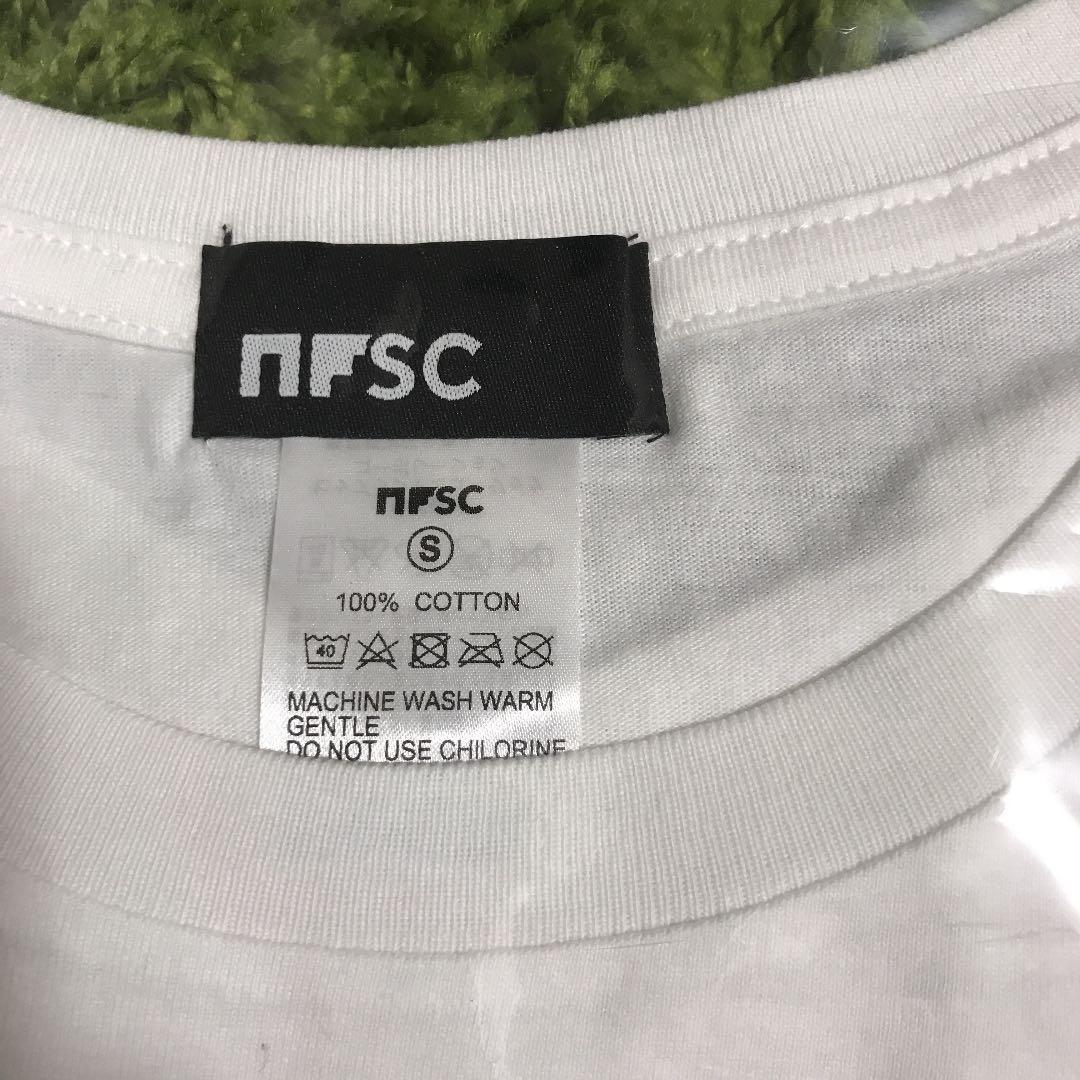 NFSC
NFSC
S
100% COTTON
40
MACHINE WASH WARM
GENTLE
DO NOT USE CHILORINE